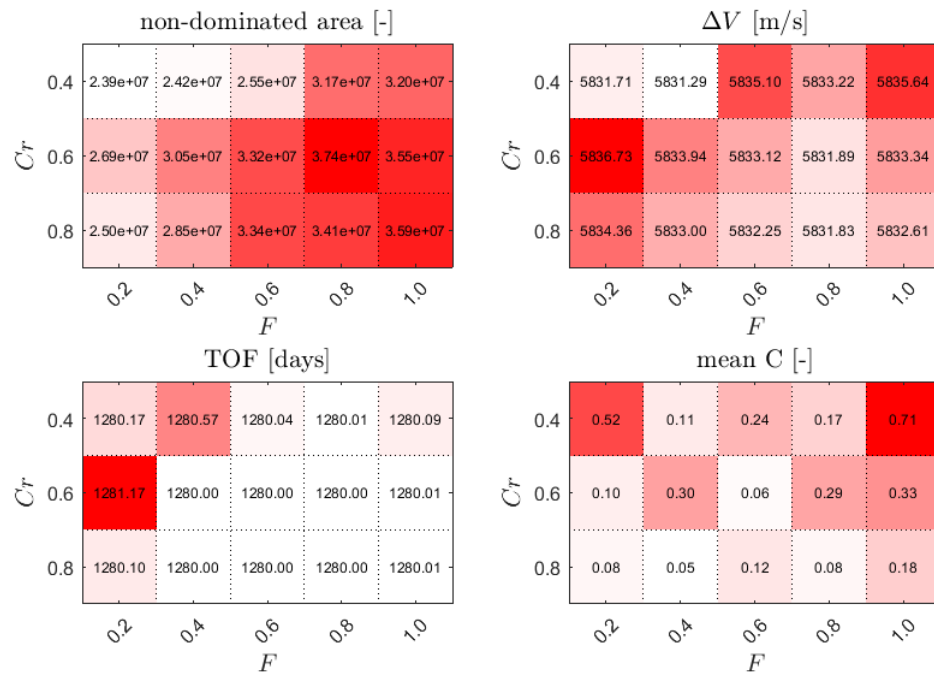 non-dominated area [-]
0.4 2.39e+07 2.42e+07 2.55e+07 3.17e+07 3.20e+07
Cr 0.6 2.69e+07 3.05e+07 3.32e+07 3.74e+07 3.55e+07
0.8 2.50e+07 2.85e+07 3.34e+07 3.41e+07 3.59e+07
0.2 0.4 0.6 0.8 1.0
F
ΔV [m/s]
0.4 5831.71 5831.29 5835.10 5833.22 5835.64
Cr 0.6 5836.73 5833.94 5833.12 5831.89 5833.34
0.8 5834.36 5833.00 5832.25 5831.83 5832.61
0.2 0.4 0.6 0.8 1.0
F
TOF [days]
0.4 1280.17 1280.57 1280.04 1280.01 1280.09
Cr 0.6 1281.17 1280.00 1280.00 1280.00 1280.01
0.8 1280.10 1280.00 1280.00 1280.00 1280.01
0.2 0.4 0.6 0.8 1.0
F
mean C [-]
0.4 0.52 0.11 0.24 0.17 0.71
Cr 0.6 0.10 0.30 0.06 0.29 0.33
0.8 0.08 0.05 0.12 0.08 0.18
0.2 0.4 0.6 0.8 1.0
F